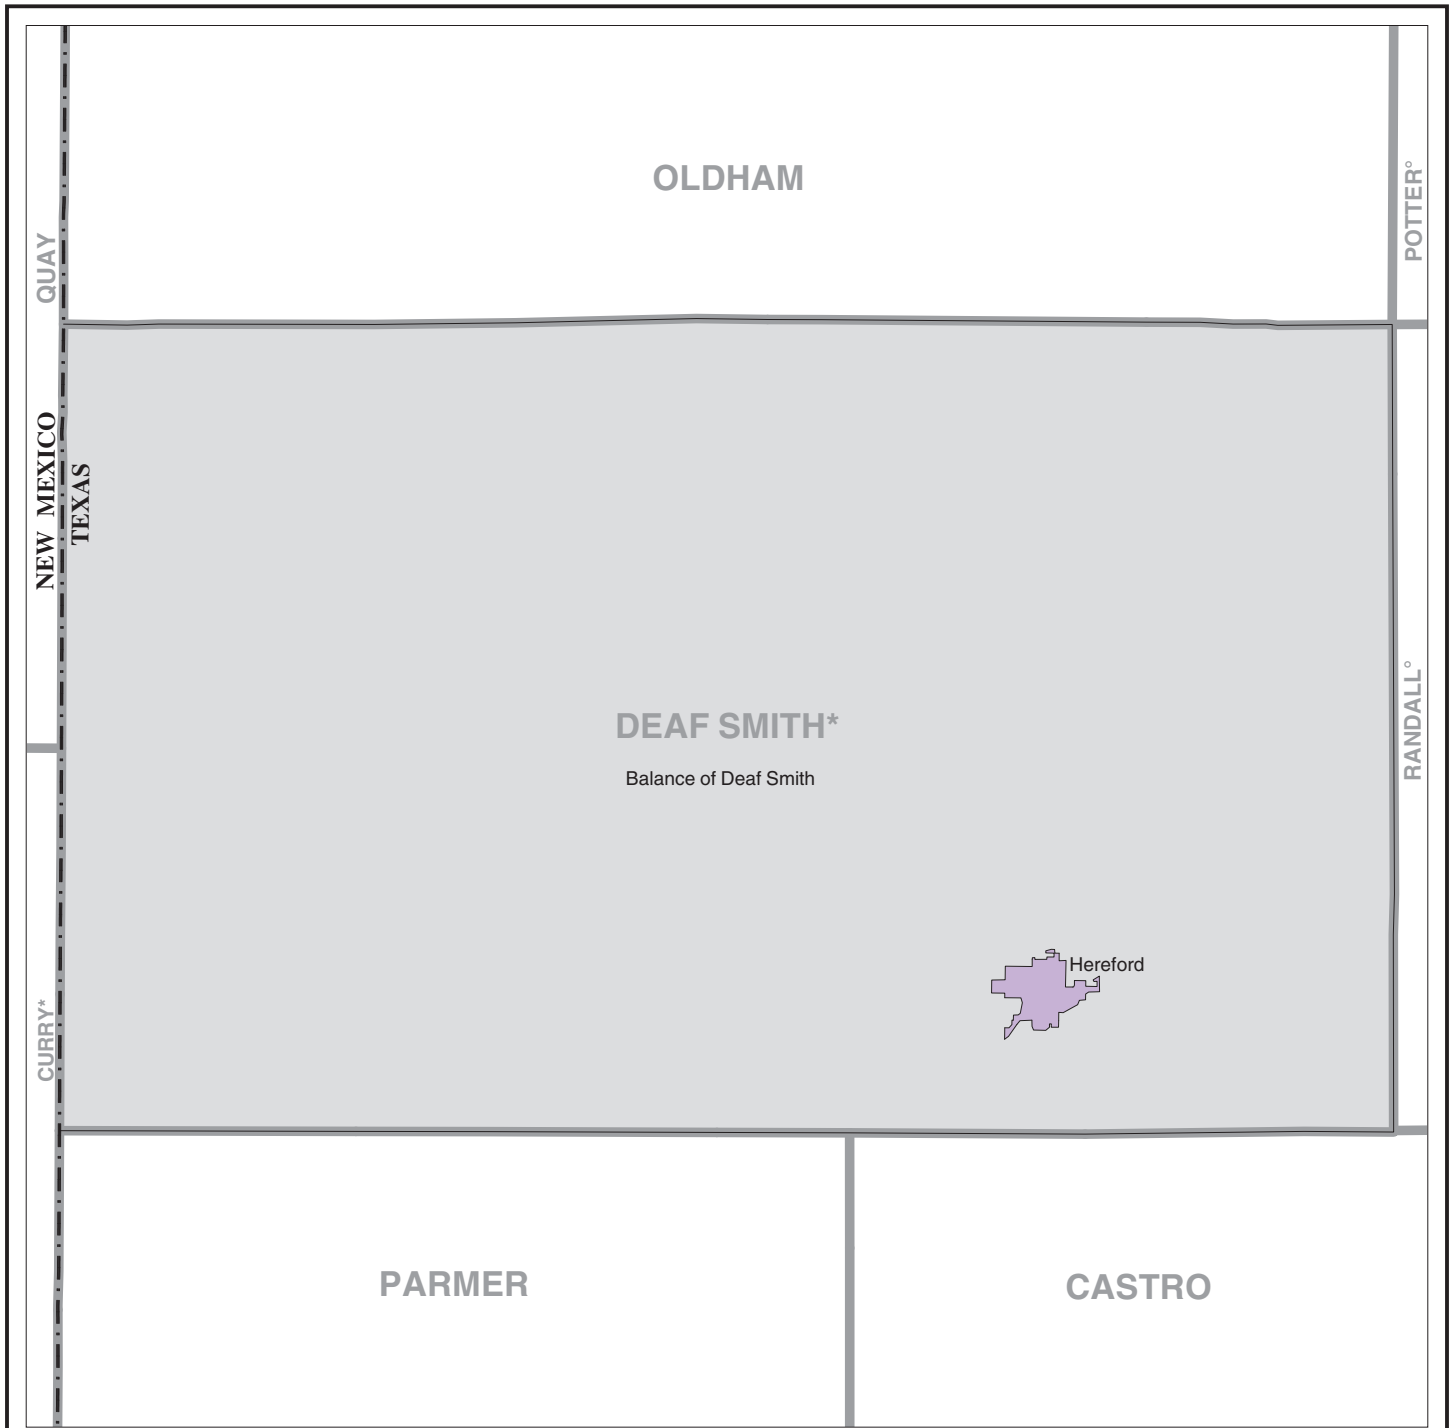 OLDHAM
POTTER°
QUAY
NEW MEXICO
TEXAS
DEAF SMITH*
Balance of Deaf Smith
RANDALL°
Hereford
CURRY*
PARMER
CASTRO